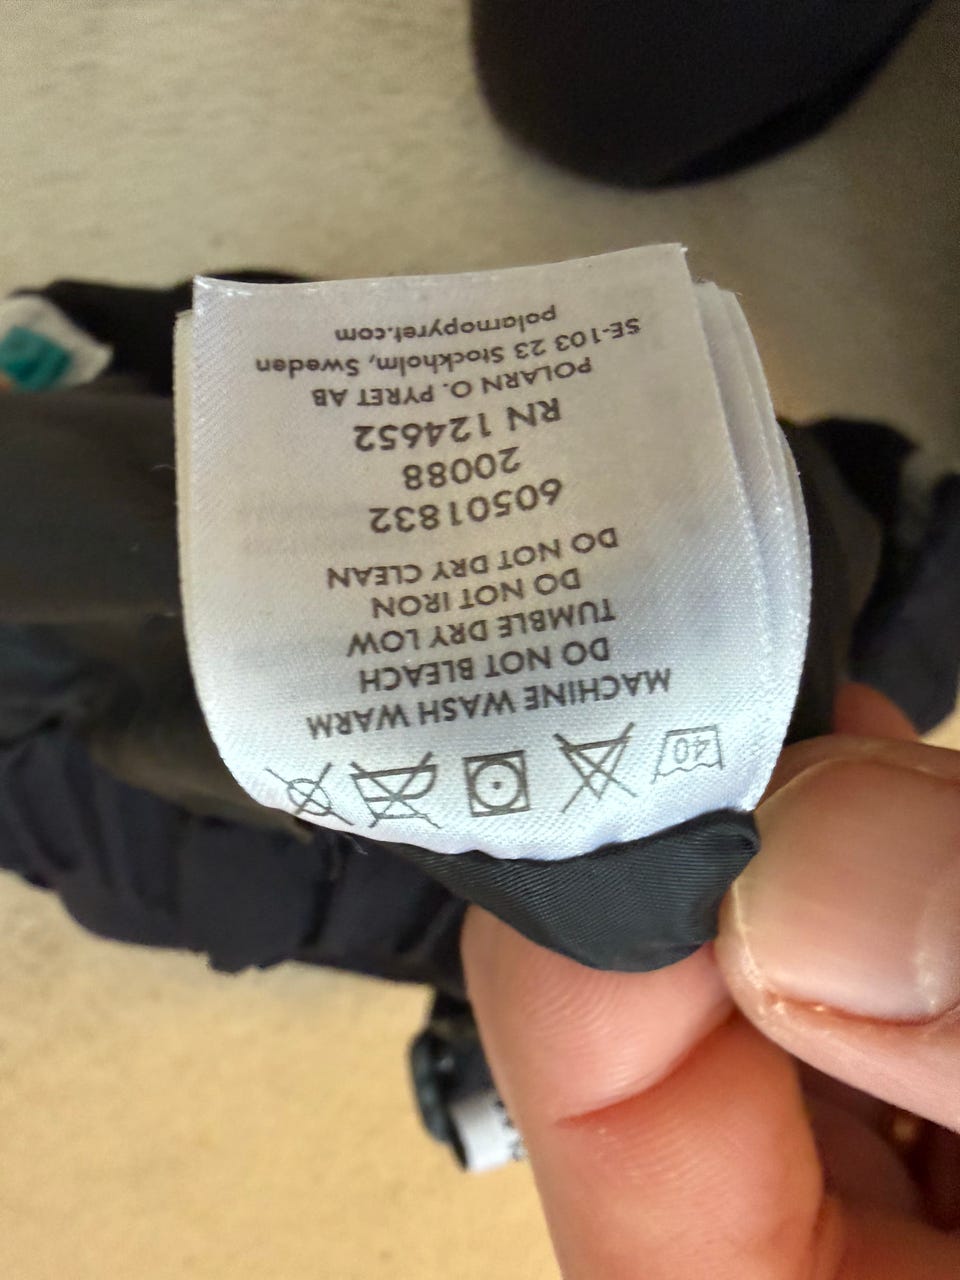 40
MACHINE WASH WARM
DO NOT BLEACH
TUMBLE DRY LOW
DO NOT IRON
DO NOT DRY CLEAN
60501832
20088
RN 124652
POLARN O. PYRET AB
SE-103 23 Stockholm, Sweden
polarnopyret.com